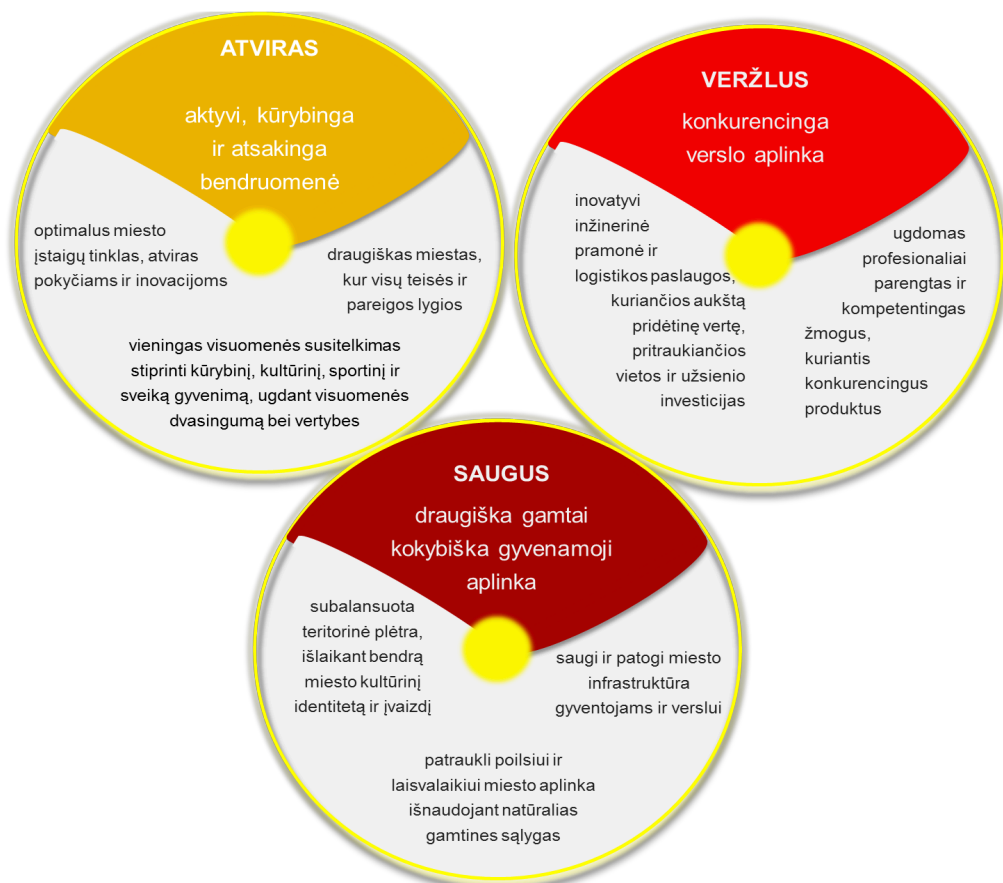 ATVIRAS
aktyvi, kūrybinga
ir atsakinga
bendruomenė
optimalus miesto
įstaigų tinklas, atviras
pokyčiams ir inovacijoms
draugiškas miestas,
kur visų teisės ir
pareigos lygios
vieningas visuomenės susitelkimas
stiprinti kūrybinį, kultūrinį, sportinį ir
sveiką gyvenimą, ugdant visuomenės
dvasingumą bei vertybes
VERŽLUS
konkurencinga
verslo aplinka
inovatyvi
inžinerinė
pramonė ir
logistikos paslaugos,
kuriančios aukštą
pridėtinę vertę,
pritraukiančios
vietos ir užsienio
investicijas
ugdomas
profesionaliai
parengtas ir
kompetentingas
žmogus,
kuriantis
konkurencingus
produktus
SAUGUS
draugiška gamtai
kokybiška gyvenamoji
aplinka
subalansuota
teritorinė plėtra,
išlaikant bendrą
miesto kultūrinį
identitetą ir įvaizdį
saugi ir patogi miesto
infrastruktūra
gyventojams ir verslui
patraukli poilsiui ir
laisvalaikiui miesto aplinka
išnaudojant natūralias
gamtines sąlygas